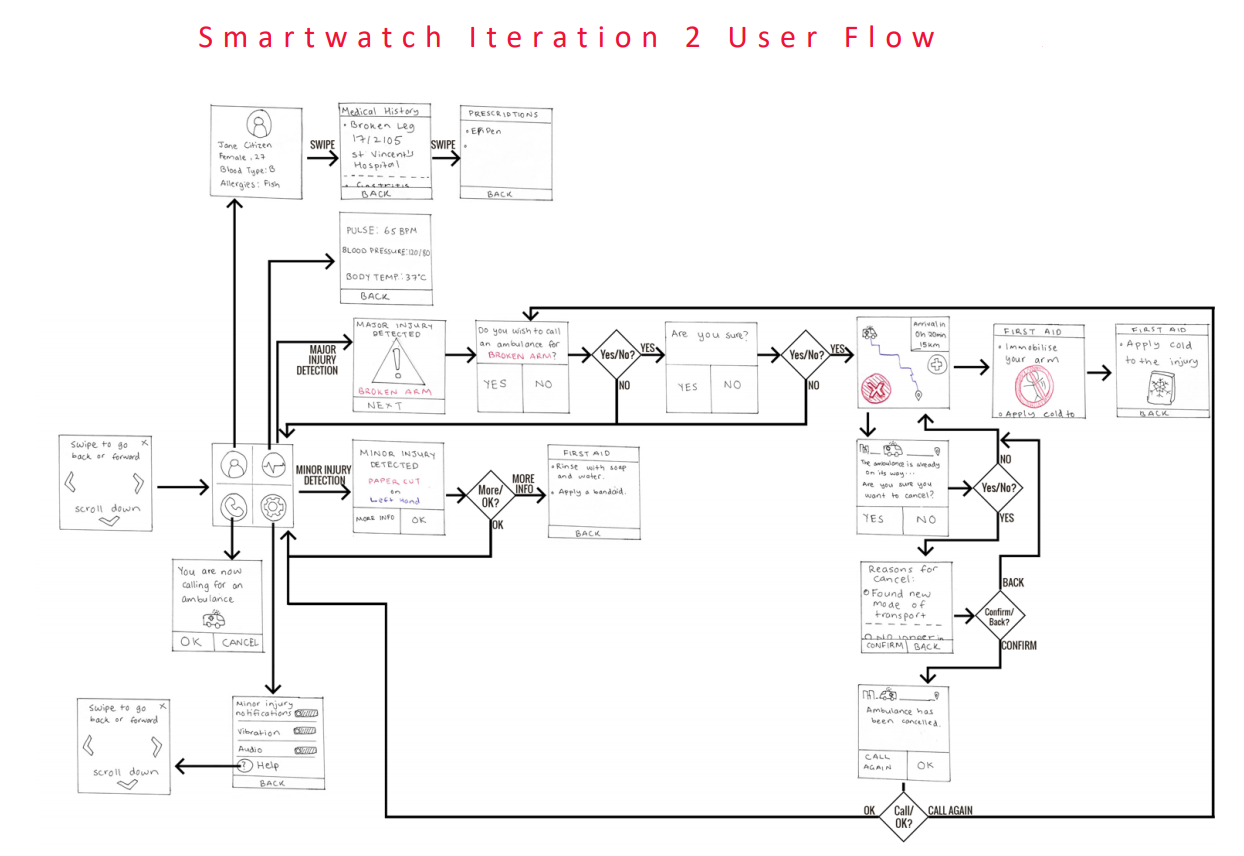 Smartwatch Iteration 2 User Flow
Jane Citizen
Female, 27
Blood Type: B
Allergies: Fish
SWIPE
Medical History
• Broken Leg
17/2105
St Vincent's
Hospital
• Gastritis
BACK
SWIPE
PRESCRIPTIONS
• EpiPen
•
BACK
PULSE: 65 BPM
BLOOD PRESSURE: 120/80
BODY TEMP: 37°C
BACK
MAJOR
INJURY
DETECTION
MAJOR INJURY
DETECTED
!
BROKEN ARM
NEXT
Do you wish to call
an ambulance for
BROKEN ARM?
YES NO
Yes/No?
YES
NO
Are you sure?
YES NO
Yes/No?
YES
NO
Arrival in
0h 20min
15km
X
FIRST AID
• Immobilise
your arm
• Apply cold to
FIRST AID
• Apply cold
to the injury
BACK
Swipe to go X
back or forward
scroll down
MINOR INJURY
DETECTION
MINOR INJURY
DETECTED
PAPER CUT
on
Left Hand
MORE INFO OK
More/
OK?
MORE
INFO
OK
FIRST AID
• Rinse with soap
and water.
• Apply a bandaid.
BACK
The ambulance is already
on its way...
Are you sure you
want to cancel?
YES NO
Yes/No?
NO
YES
You are now
calling for an
ambulance
OK CANCEL
Reasons for
cancel:
Found new
mode of
transport
No longer in
CONFIRM BACK
Confirm/
Back?
BACK
CONFIRM
Swipe to go X
back or forward
scroll down
Minor injury
notifications
Vibration
Audio
? Help
BACK
Ambulance has
been cancelled.
CALL
AGAIN
OK
OK
Call/
OK?
CALL AGAIN